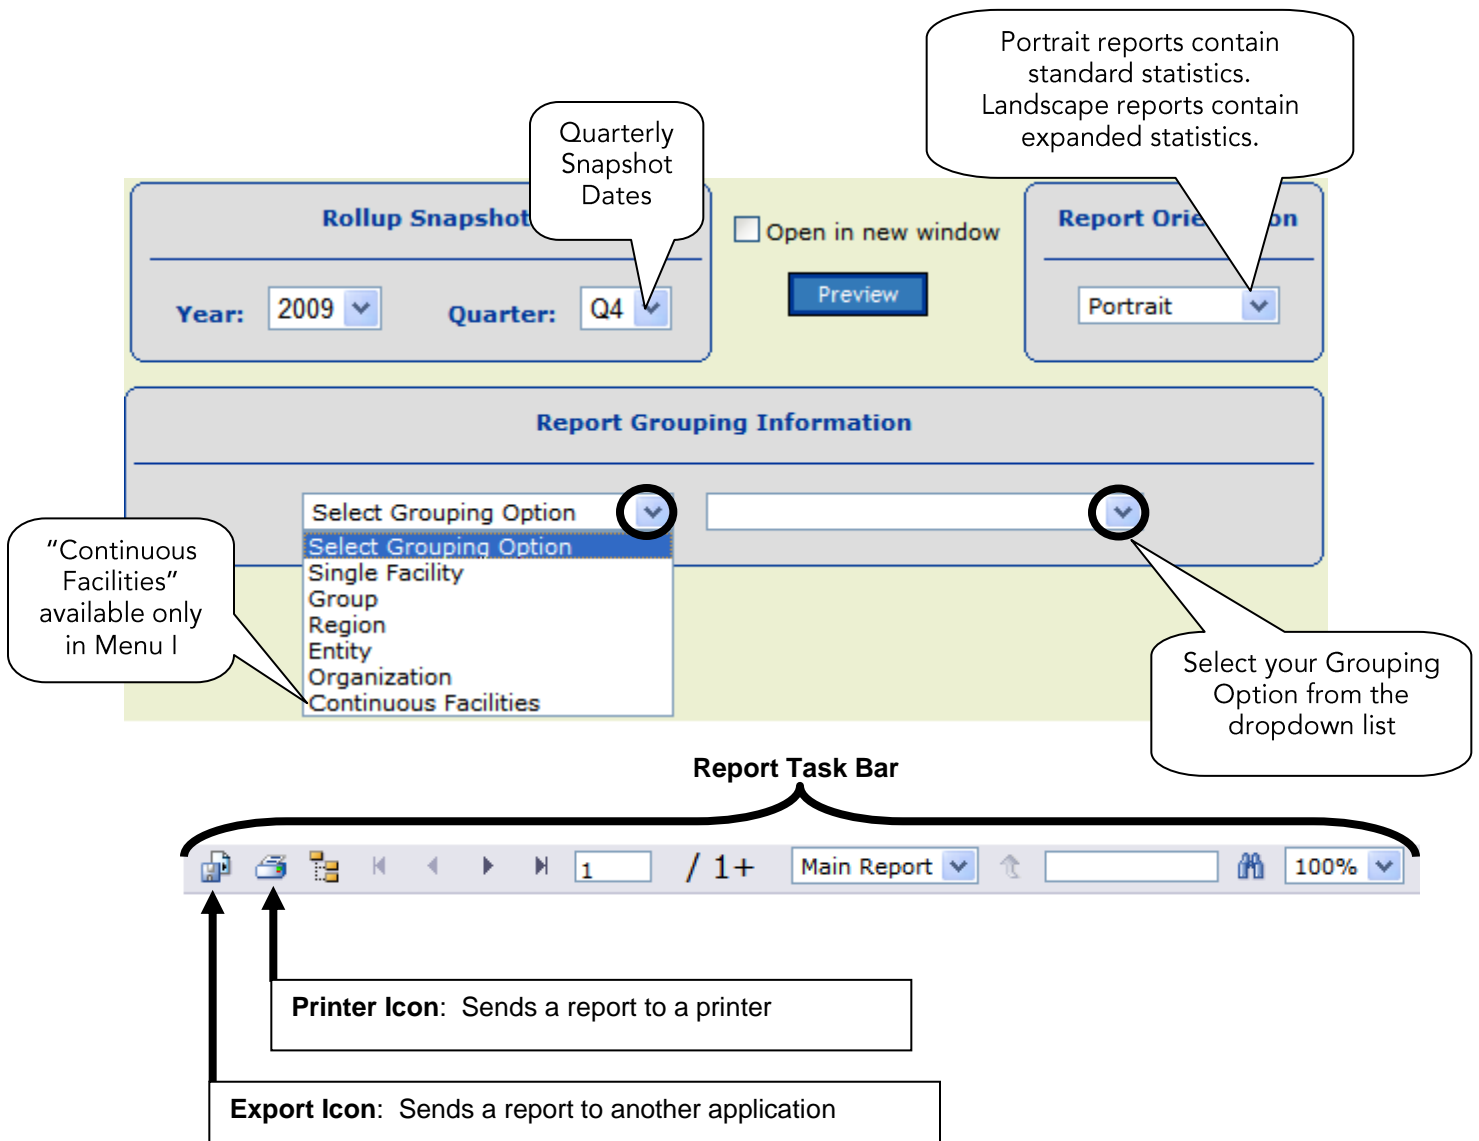 Portrait reports contain
standard statistics.
Landscape reports contain
expanded statistics.
Quarterly
Snapshot
Dates
Rollup Snapshot
Open in new window
Report Orie on
Year: 2009
Quarter: Q4
Preview
Portrait
Report Grouping Information
Select Grouping Option
Select Grouping Option
Single Facility
Group
Region
Entity
Organization
Continuous Facilities
"Continuous
Facilities"
available only
in Menu I
Select your Grouping
Option from the
dropdown list
Report Task Bar
1 / 1+ Main Report 100%
Printer Icon: Sends a report to a printer
Export Icon: Sends a report to another application